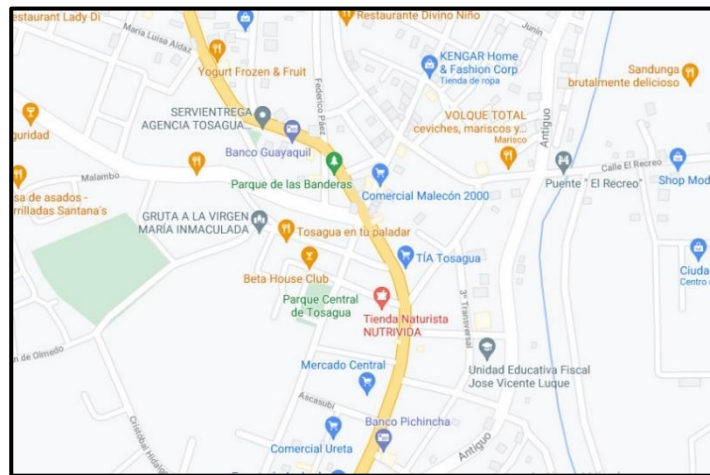 estaurant Lady Di
María Luisa Aldaz
Restaurante Divino Niño
Junín
Yogurt Frozen & Fruit
KENGAR Home
& Fashion Corp
Tienda de ropa
Sandunga
brutalmente delicioso
Federico Páez
SERVIENTREGA
AGENCIA TOSAGUA...
VOLQUE TOTAL
ceviches, mariscos y...
Marisco
Antiguo
guridad
Banco Guayaquil
Calle El Recreo
Malambo
Parque de las Banderas
Comercial Malecón 2000
Puente " El Recreo"
Shop Mod
sa de asados -
rrilladas Santana's
GRUTA A LA VIRGEN
MARÍA INMACULADA
Tosagua en tu paladar
TÍA Tosagua
Beta House Club
Ciuda
Centro c
Parque Central
de Tosagua
3° Transversal
Tienda Naturista
NUTRIVIDA
n de Olmedo
Mercado Central
Unidad Educativa Fiscal
Jose Vicente Luque
Ascasubi
Cristóbal Hidalg
Banco Pichincha
Comercial Ureta
Antiguo